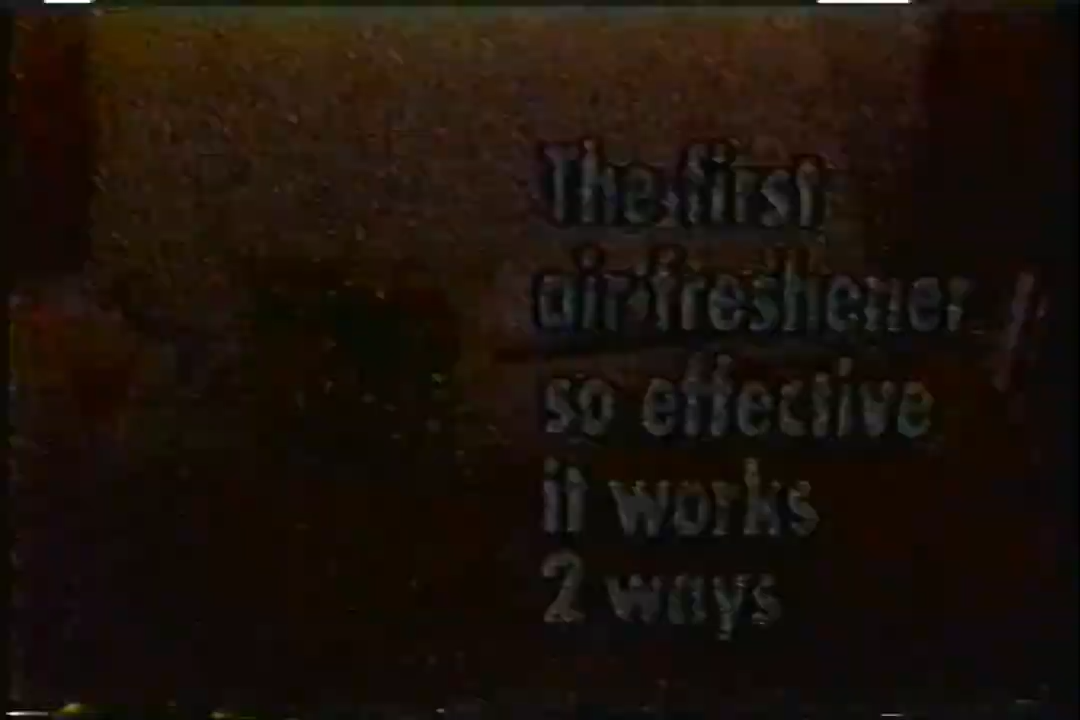 The first
air freshener
so effective
it works
2 ways